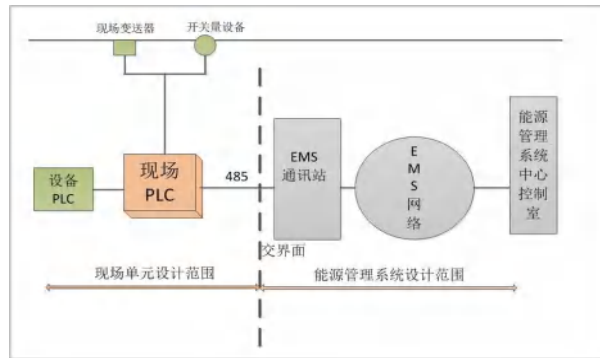 现场变送器
开关量设备
设备
PLC
现场
PLC
485
EMS
通讯站
E
M
S
网
络
能源
管理
系统
中心
控制
室
交界面
现场单元设计范围
能源管理系统设计范围